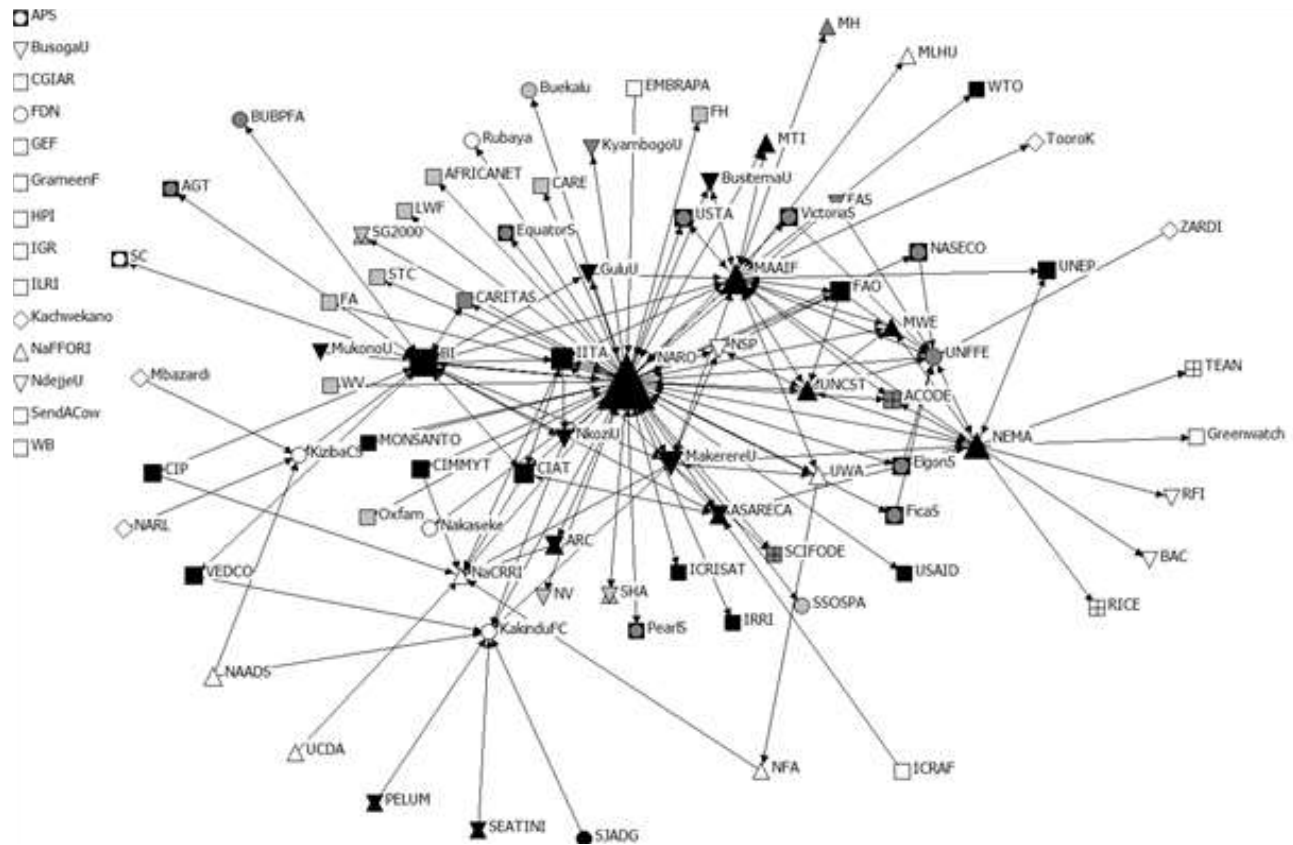 APS
BusogaU
CGIAR
FDN
GEF
GrameenF
HPI
IGR
ILRI
Kachwekano
NaFFORI
NdejjeU
SendACow
WB
MH
MLHU
Buekalu
EMBRAPA
WTO
BUBPFA
FH
Rubaya
KyambogoU
MTI
TooroK
AFRICANET
CARE
BusitemaU
AGT
FAS
LWF
USTA
VictoriaS
SG2000
EquatorS
ZARDI
NASECO
SC
GuluU
MAAIF
UNEP
STC
FAO
FA
CARITAS
MWE
MukonoU
BI
IITA
NARO
NSP
UNFFE
TEAN
Mbazardi
WV
UNCST
ACODE
MONSANTO
NkoziU
NEMA
Greenwatch
KizibaCS
CIP
CIMMYT
CIAT
MakerereU
UWA
EigonS
RFI
Oxfam
Nakaseke
ASARECA
FicaS
NARL
ARC
SCIFODE
BAC
VEDCO
NaCRRI
ICRISAT
USAID
NV
SHA
SSOSPA
RICE
KakinduFC
PearlS
IRRI
NAADS
UCDA
NFA
ICRAF
PELUM
SEATINI
SJADG